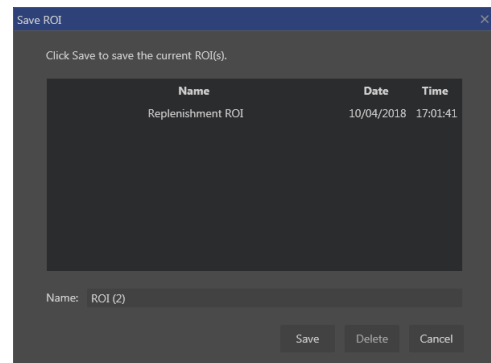 Save ROI
Click Save to save the current ROI(s).
Name Date Time
Replenishment ROI 10/04/2018 17:01:41
Name: ROI (2)
Save Delete Cancel